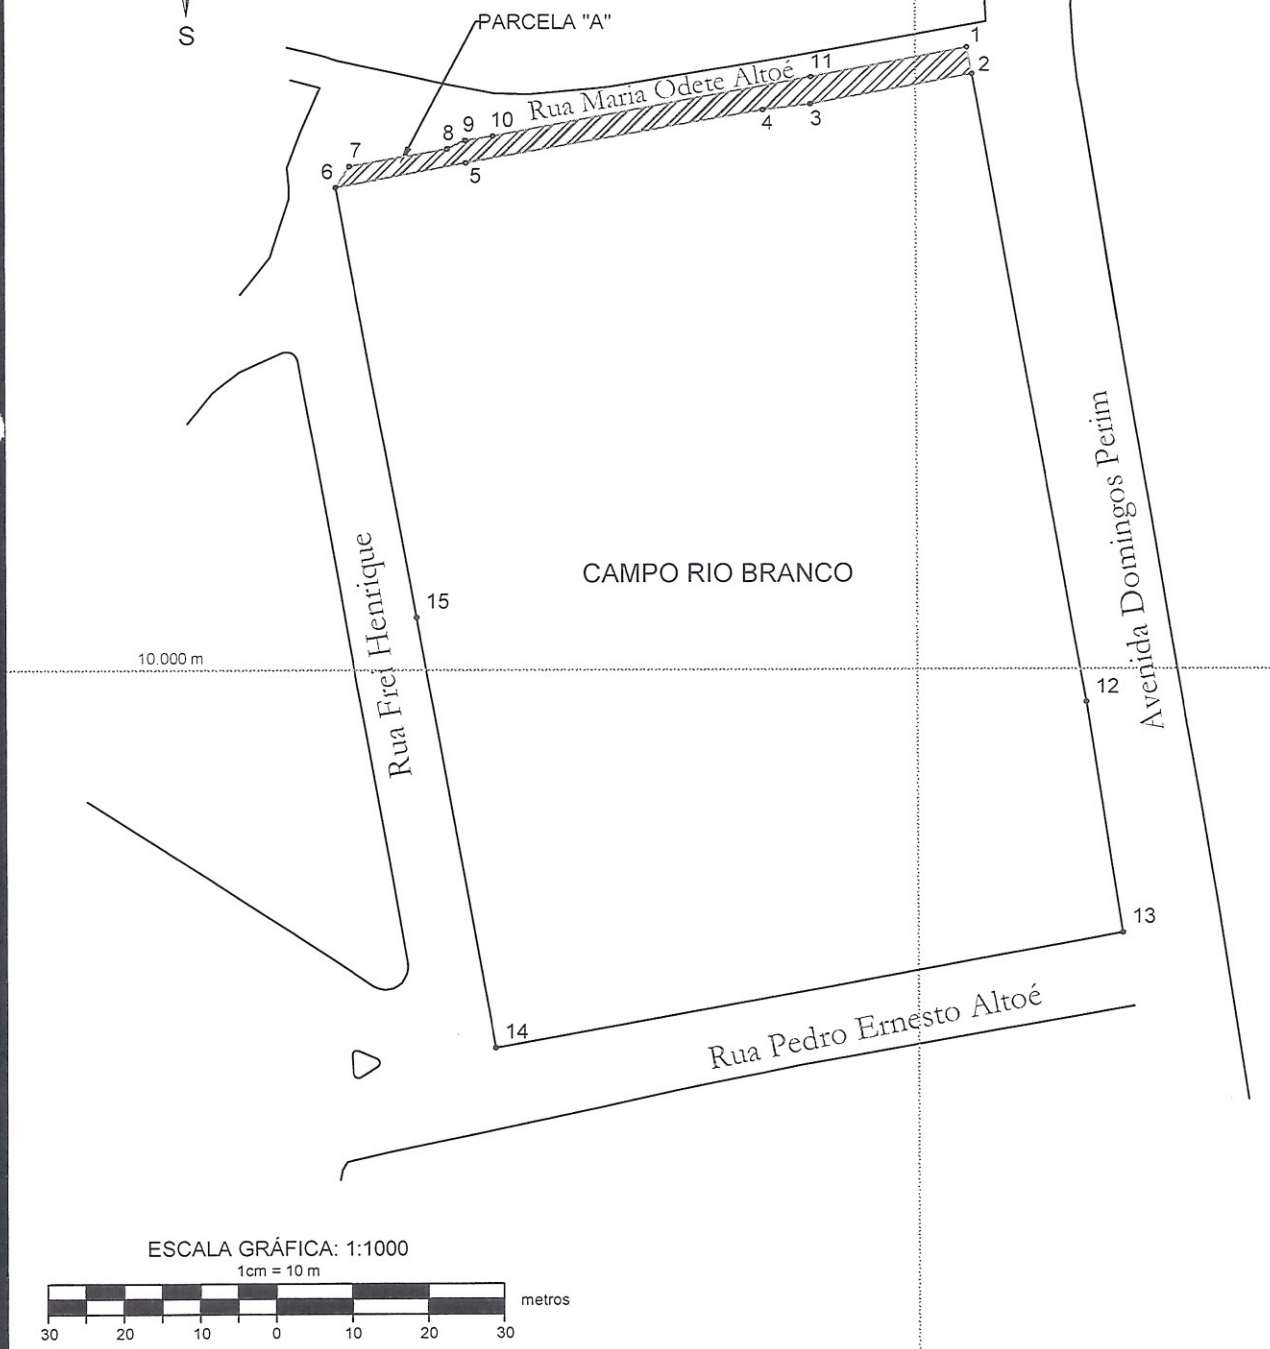 S
PARCELA "A"
1
2
11
Rua Maria Odete Altoé
3
4
10
9
8
7
6
5
Avenida Domingos Perim
Rua Frei Henrique
CAMPO RIO BRANCO
15
10.000 m
12
13
14
Rua Pedro Ernesto Altoé
ESCALA GRÁFICA: 1:1000
1cm = 10 m
metros
30 20 10 0 10 20 30